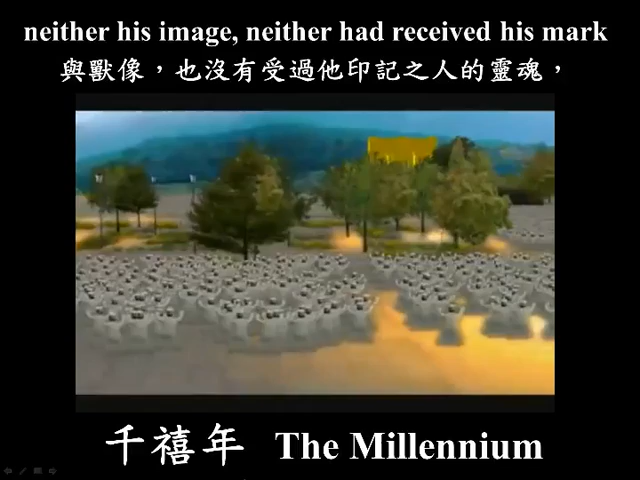 neither his image, neither had received his mark
與獸像，也沒有受過他印記之人的靈魂，
千禧年 The Millennium